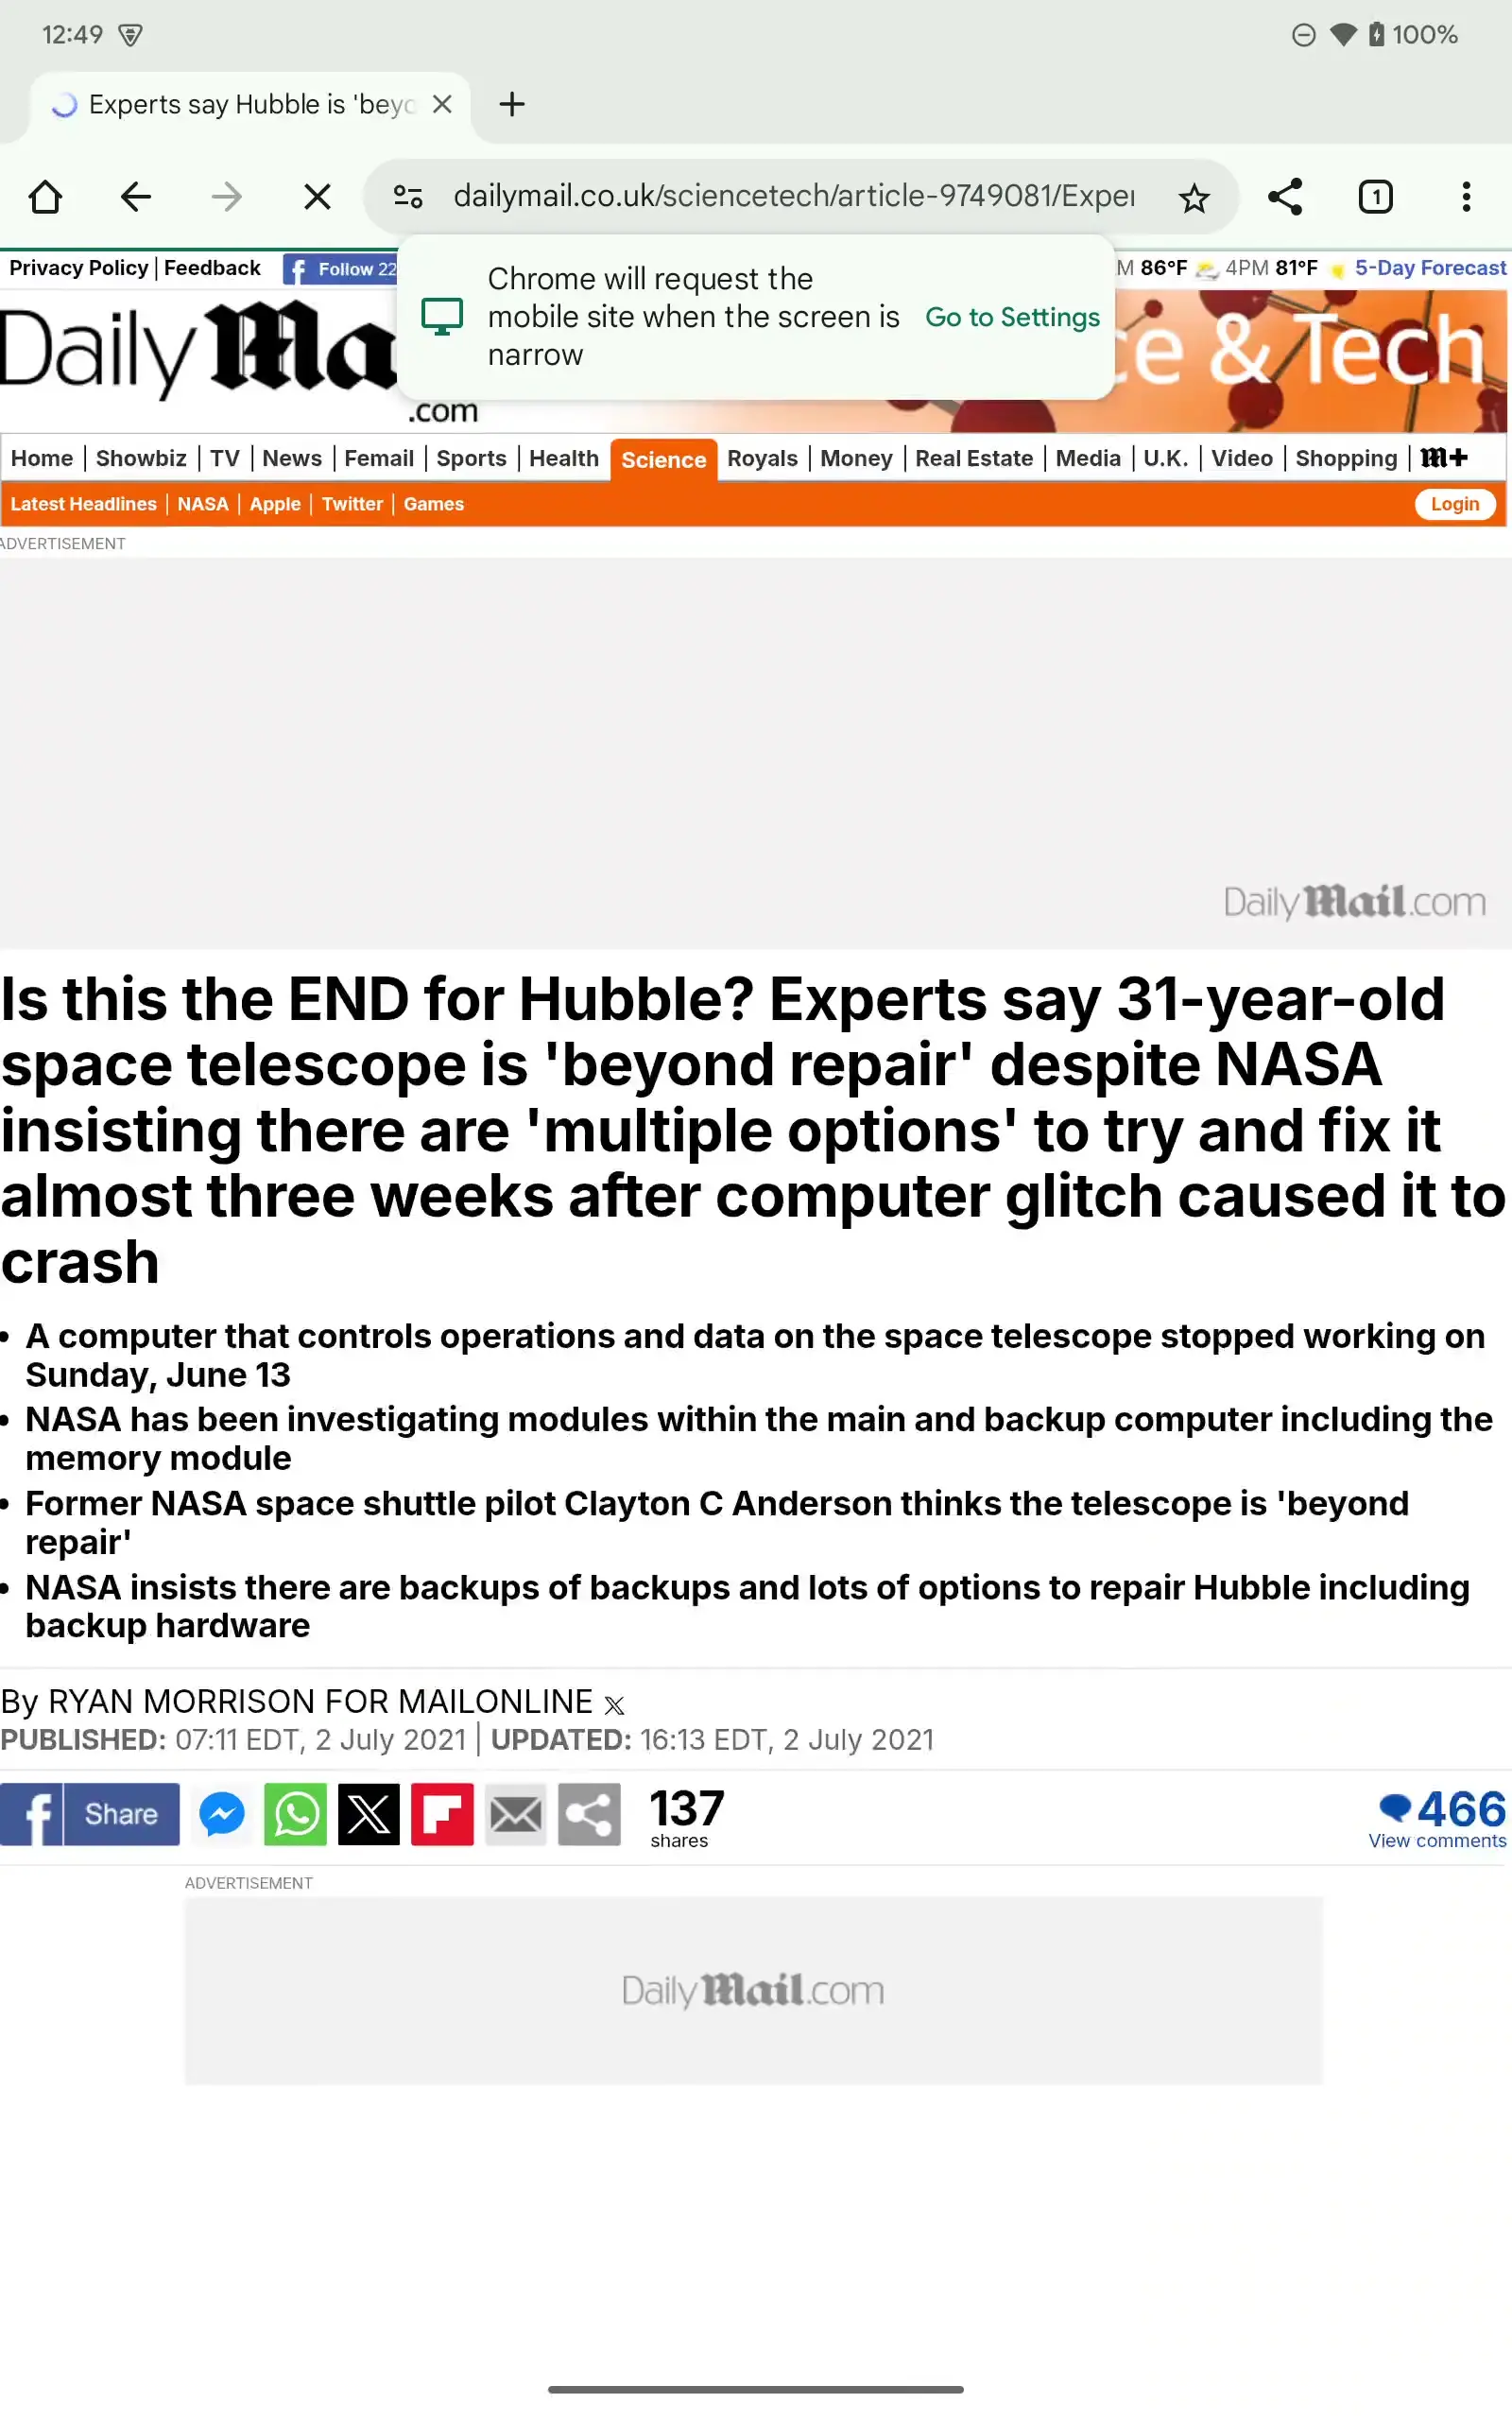 12:49
100%
Experts say Hubble is 'beyo
dailymail.co.uk/sciencetech/article-9749081/Exper
1
Privacy Policy | Feedback
Follow 22
M 86°F 4PM 81°F 5-Day Forecast
Chrome will request the
mobile site when the screen is
narrow
Go to Settings
Daily Ma
.com
ce & Tech
Home | Showbiz | TV | News | Femail | Sports | Health | Science | Royals | Money | Real Estate | Media | U.K. | Video | Shopping | m+
Latest Headlines | NASA | Apple | Twitter | Games
Login
ADVERTISEMENT
Daily Mail.com
Is this the END for Hubble? Experts say 31-year-old
space telescope is 'beyond repair' despite NASA
insisting there are 'multiple options' to try and fix it
almost three weeks after computer glitch caused it to
crash
• A computer that controls operations and data on the space telescope stopped working on
Sunday, June 13
• NASA has been investigating modules within the main and backup computer including the
memory module
• Former NASA space shuttle pilot Clayton C Anderson thinks the telescope is 'beyond
repair'
• NASA insists there are backups of backups and lots of options to repair Hubble including
backup hardware
By RYAN MORRISON FOR MAILONLINE
PUBLISHED: 07:11 EDT, 2 July 2021 | UPDATED: 16:13 EDT, 2 July 2021
Share
137
shares
466
View comments
ADVERTISEMENT
Daily Mail.com